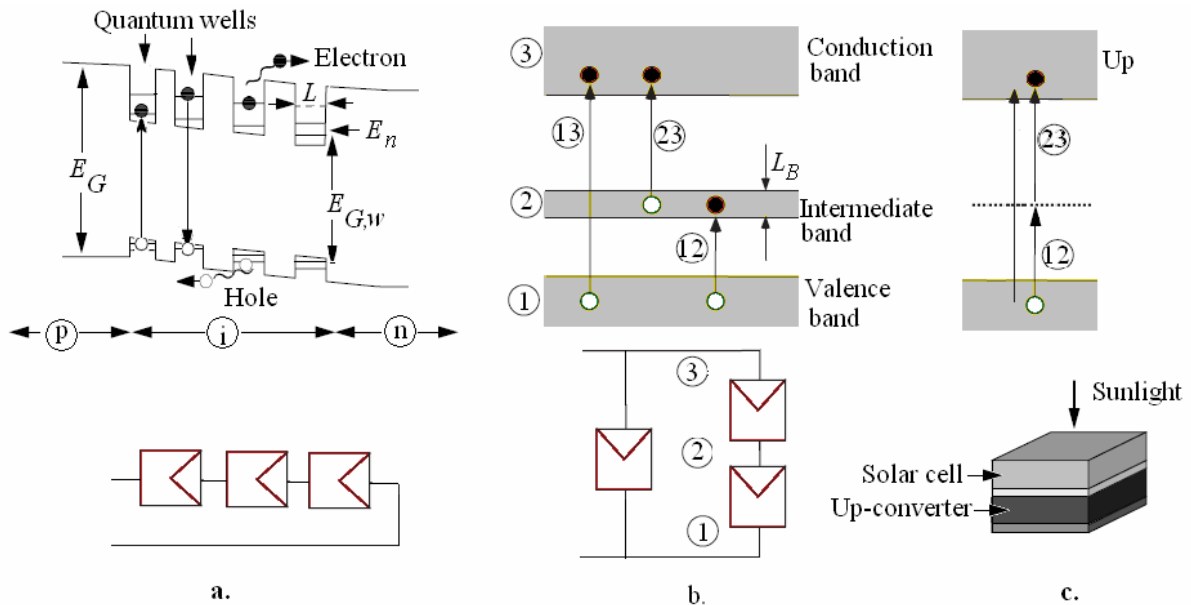 Quantum wells
Electron
L
E_n
E_G
E_{G,w}
Hole
p
i
n
a.
3
Conduction
band
13
23
L_B
2
Intermediate
band
12
1
Valence
band
3
2
1
b.
Up
23
12
Sunlight
Solar cell
Up-converter
c.